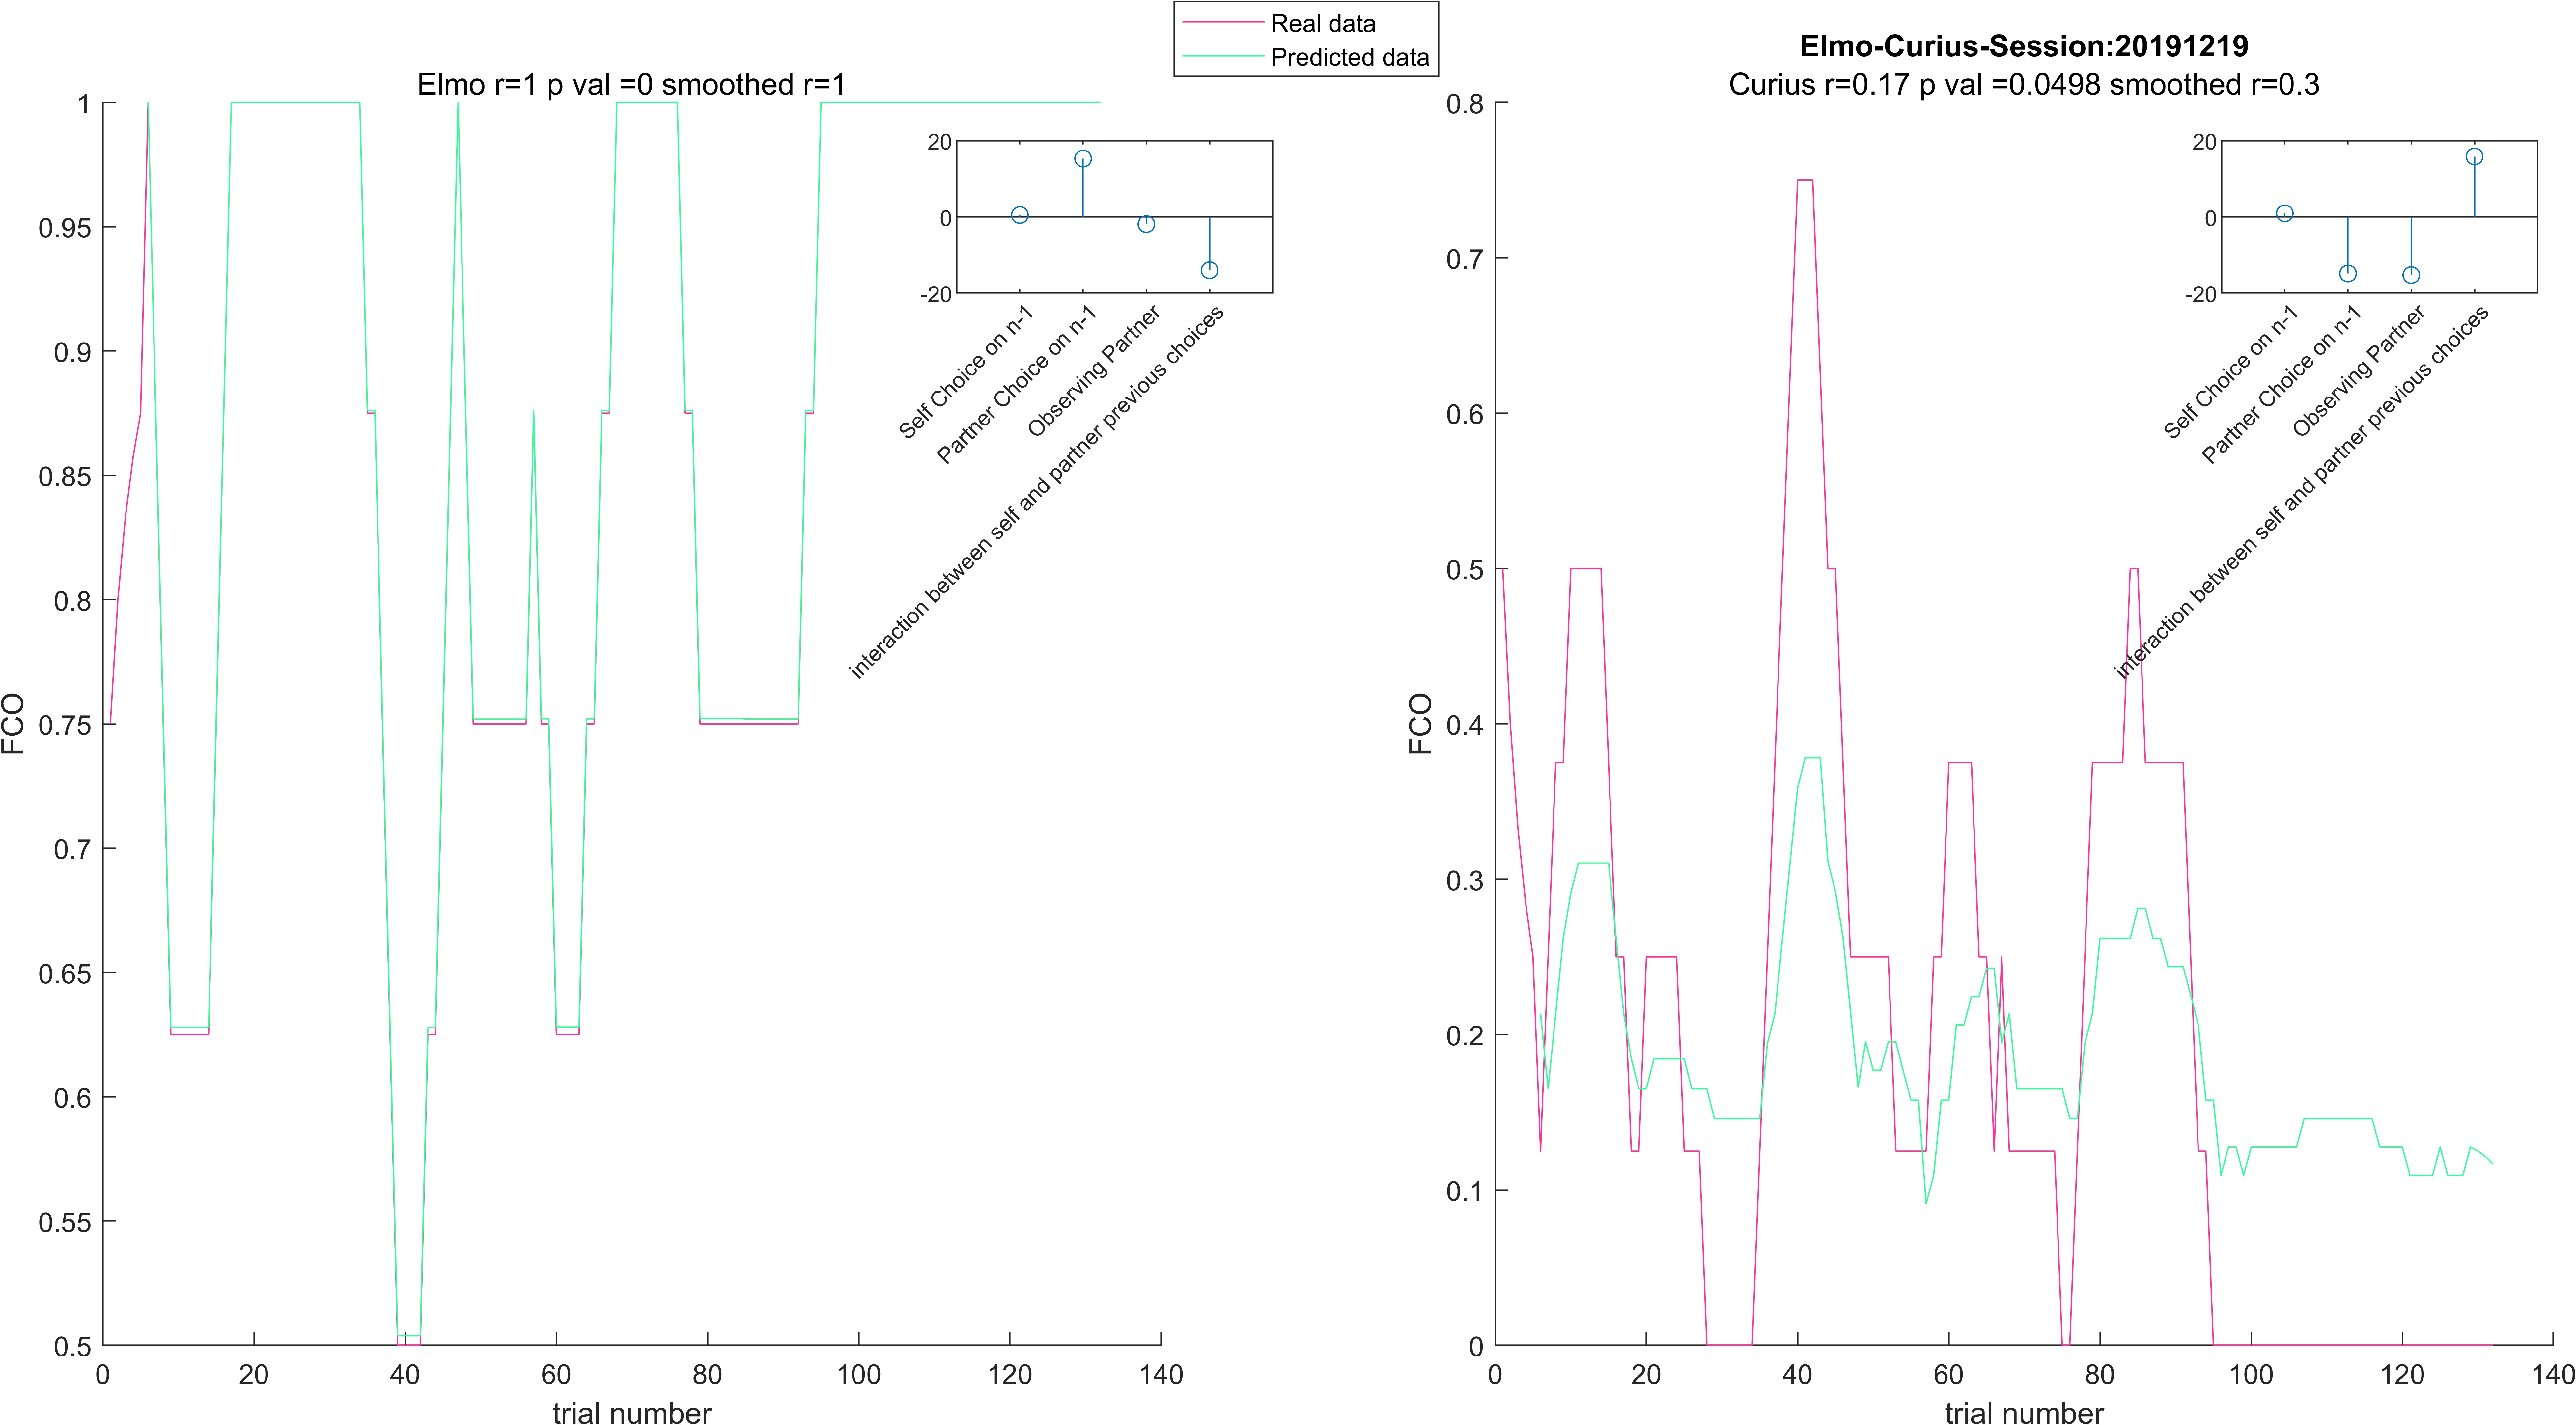 Real data
Predicted data
Elmo r=1 p val =0 smoothed r=1
1
0.95
0.9
0.85
0.8
0.75
0.7
0.65
0.6
0.55
0.5
FCO
0
20
40
60
80
100
120
140
trial number
20
0
-20
Self Choice on n-1
Partner Choice on n-1
Observing Partner
interaction between self and partner previous choices
Elmo-Curius-Session:20191219
Curius r=0.17 p val =0.0498 smoothed r=0.3
0.8
0.7
0.6
0.5
0.4
0.3
0.2
0.1
0
FCO
0
20
40
60
80
100
120
140
trial number
20
0
-20
Self Choice on n-1
Partner Choice on n-1
Observing Partner
interaction between self and partner previous choices